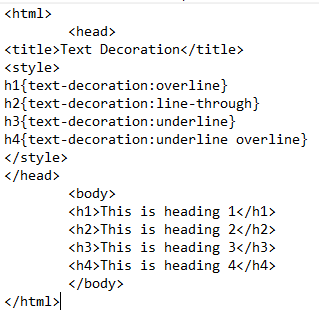 <html>
<head>
<title>Text Decoration</title>
<style>
h1{text-decoration:overline}
h2{text-decoration:line-through}
h3{text-decoration:underline}
h4{text-decoration:underline overline}
</style>
</head>
<body>
<h1>This is heading 1</h1>
<h2>This is heading 2</h2>
<h3>This is heading 3</h3>
<h4>This is heading 4</h4>
</body>
</html>